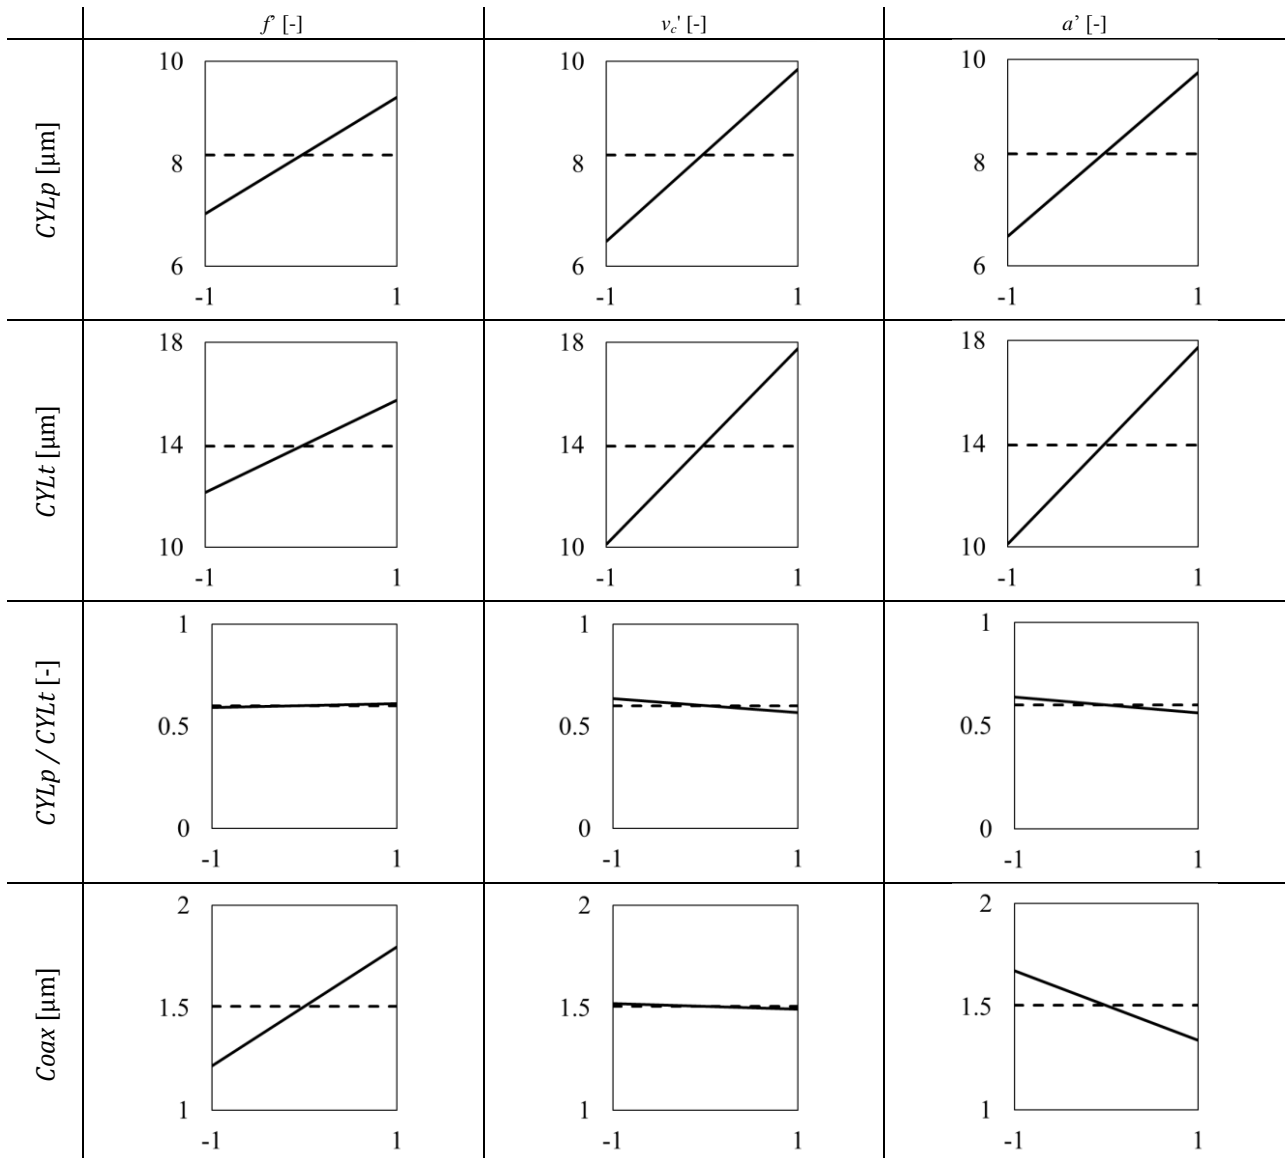 f’ [-] v_c' [-] a’ [-]
CYLp [μm]
10 10 10
8 8 8
6 6 6
-1 1 -1 1 -1 1
CYLt [μm]
18 18 18
14 14 14
10 10 10
-1 1 -1 1 -1 1
CYLp / CYLt [-]
1 1 1
0.5 0.5 0.5
0 0 0
-1 1 -1 1 -1 1
Coax [μm]
2 2 2
1.5 1.5 1.5
1 1 1
-1 1 -1 1 -1 1